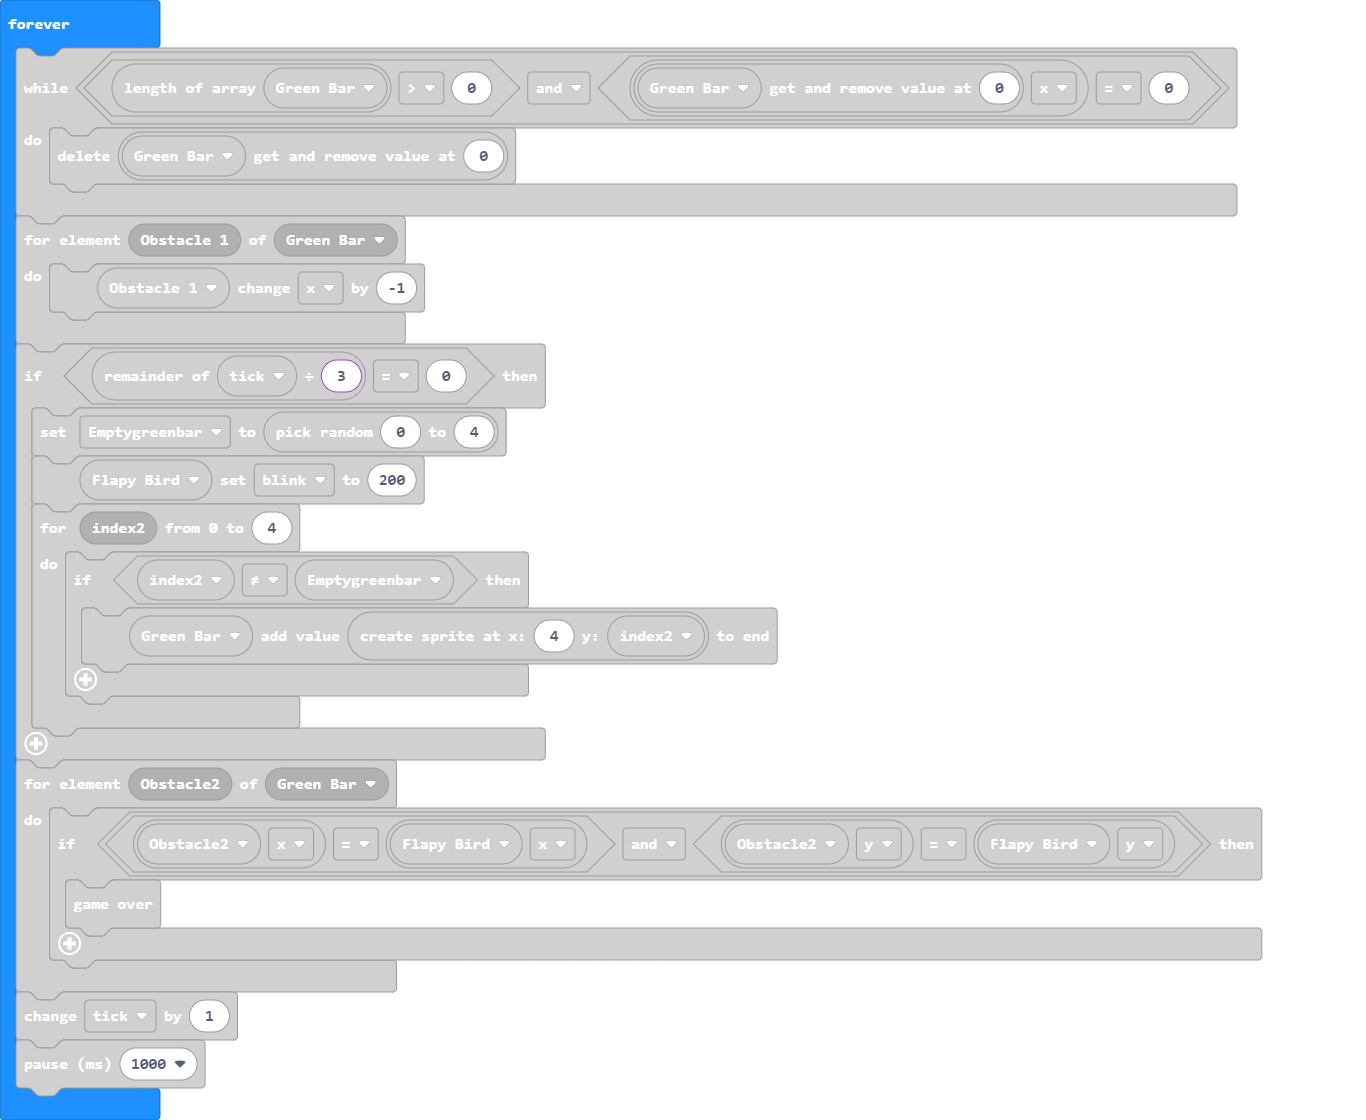 forever
while length of array Green Bar > 0 and Green Bar get and remove value at 0 x = 0
do
delete Green Bar get and remove value at 0
for element Obstacle 1 of Green Bar
do
Obstacle 1 change x by -1
if remainder of tick ÷ 3 = 0 then
set Emptygreenbar to pick random 0 to 4
Flapy Bird set blink to 200
for index2 from 0 to 4
do
if index2 ≠ Emptygreenbar then
Green Bar add value create sprite at x: 4 y: index2 to end
for element Obstacle2 of Green Bar
do
if Obstacle2 x = Flapy Bird x and Obstacle2 y = Flapy Bird y then
game over
change tick by 1
pause (ms) 1000